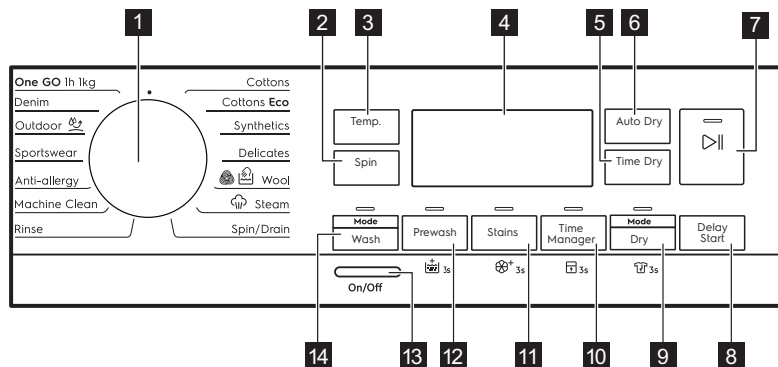 1
2
3
4
5
6
7
One GO 1h 1kg
Cottons
Denim
Cottons Eco
Outdoor
Synthetics
Sportswear
Delicates
Anti-allergy
Wool
Machine Clean
Steam
Rinse
Spin/Drain
Temp.
Spin
Auto Dry
Time Dry
Mode
Wash
Prewash
Stains
Time
Manager
Mode
Dry
Delay
Start
3s
3s
3s
3s
On/Off
14
13
12
11
10
9
8